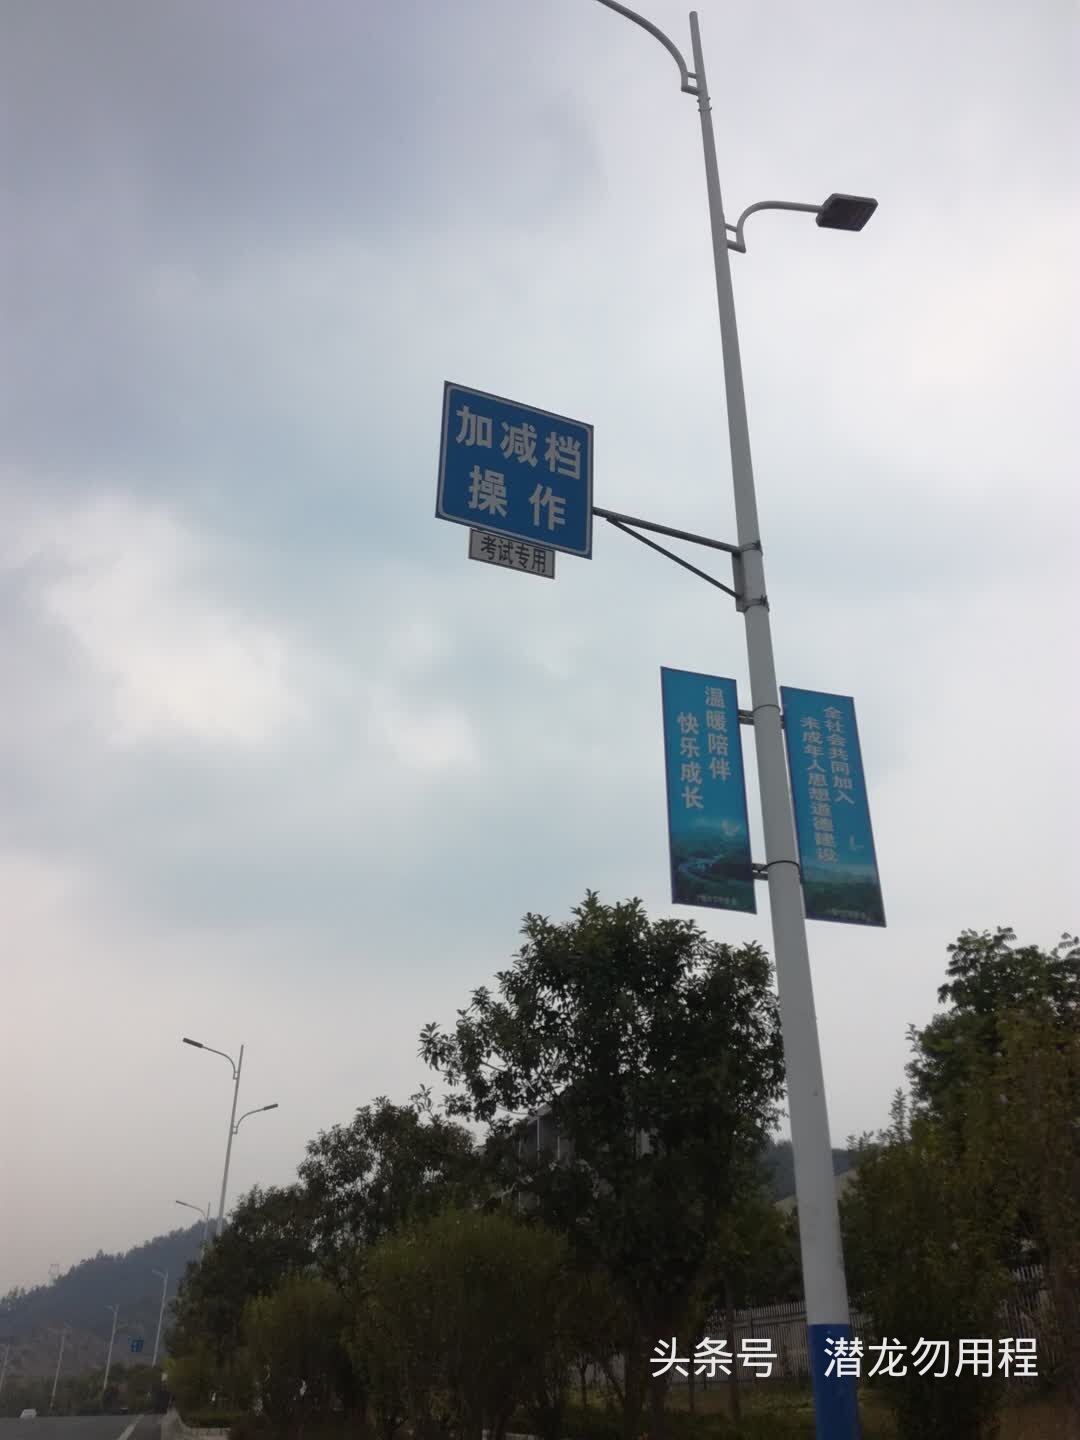 加减档
操作
考试专用
温暖陪伴
快乐成长
全社会共同加入
未成年人思想道德建设
头条号 潜龙勿用程